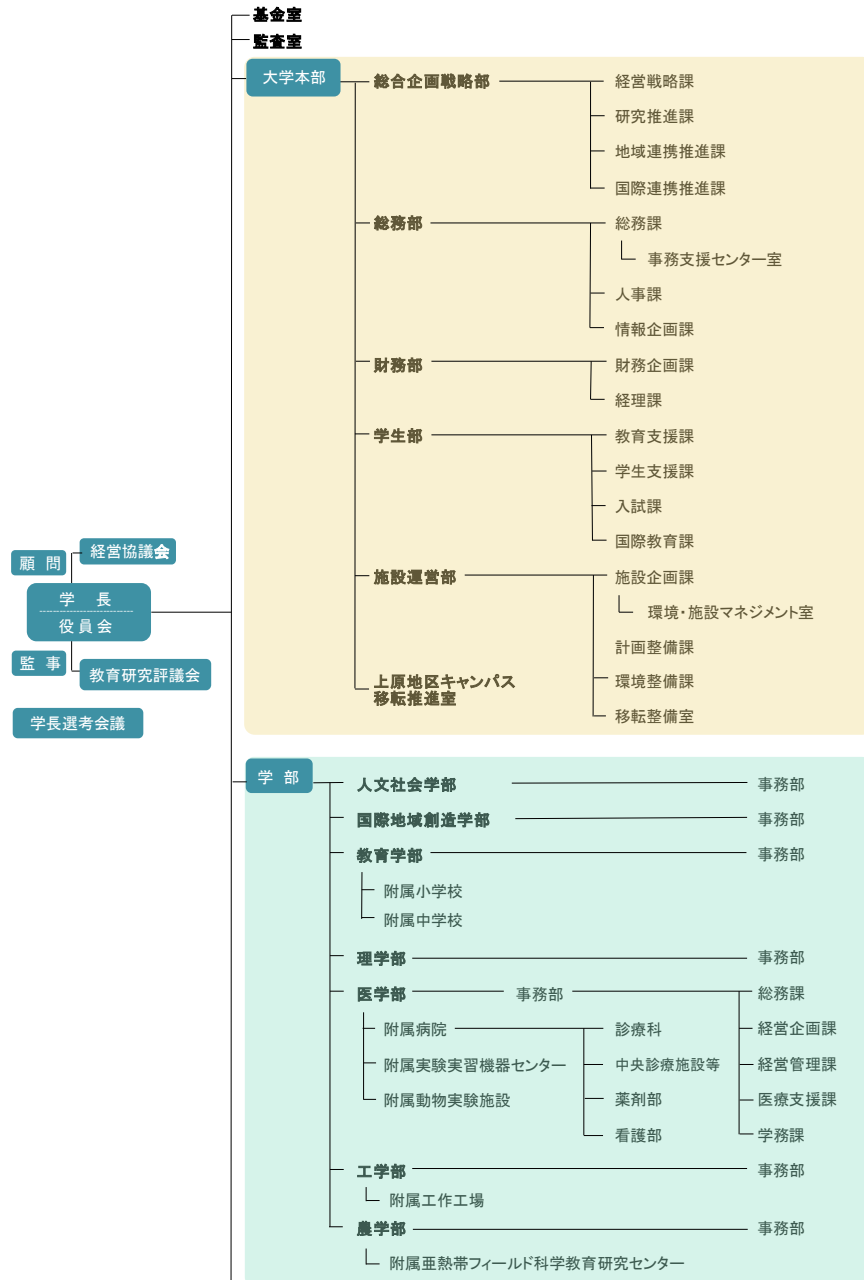 基金室
監査室
大学本部
総合企画戦略部
経営戦略課
研究推進課
地域連携推進課
国際連携推進課
総務部
総務課
事務支援センター室
人事課
情報企画課
財務部
財務企画課
経理課
学生部
教育支援課
学生支援課
入試課
国際教育課
顧 問
経営協議会
学 長
役員会
監 事
教育研究評議会
学長選考会議
施設運営部
施設企画課
環境・施設マネジメント室
計画整備課
環境整備課
移転整備室
上原地区キャンパス
移転推進室
学 部
人文社会学部
事務部
国際地域創造学部
事務部
教育学部
事務部
附属小学校
附属中学校
理学部
事務部
医学部
事務部
総務課
経営企画課
経営管理課
医療支援課
学務課
附属病院
診療科
中央診療施設等
薬剤部
看護部
附属実験実習機器センター
附属動物実験施設
工学部
事務部
附属工作工場
農学部
事務部
附属亜熱帯フィールド科学教育研究センター